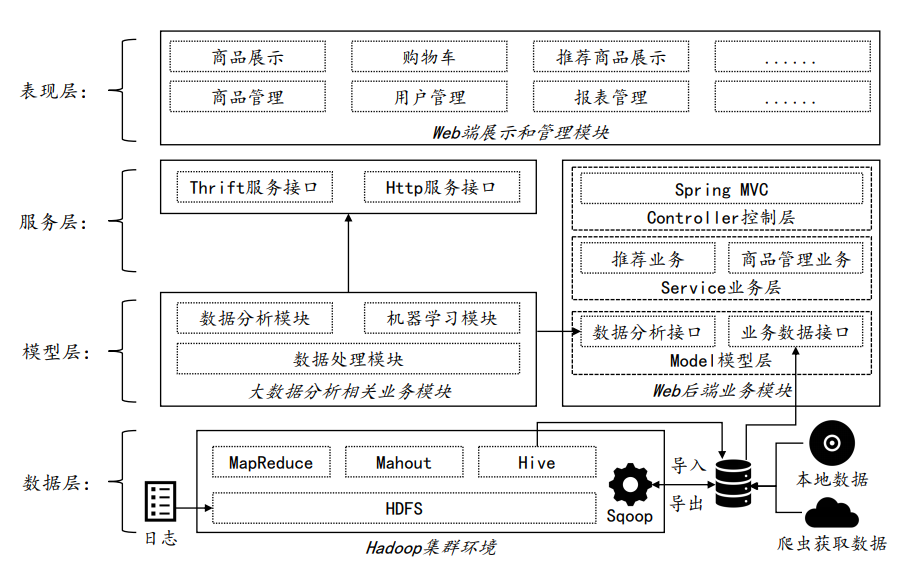 表现层：
商品展示
购物车
推荐商品展示
......
商品管理
用户管理
报表管理
......
Web端展示和管理模块
服务层：
Thrift服务接口
Http服务接口
Spring MVC
Controller控制层
推荐业务
商品管理业务
Service业务层
模型层：
数据分析模块
机器学习模块
数据处理模块
大数据分析相关业务模块
数据分析接口
业务数据接口
Model模型层
Web后端业务模块
数据层：
日志
MapReduce
Mahout
Hive
HDFS
Sqoop
Hadoop集群环境
导入
导出
本地数据
爬虫获取数据